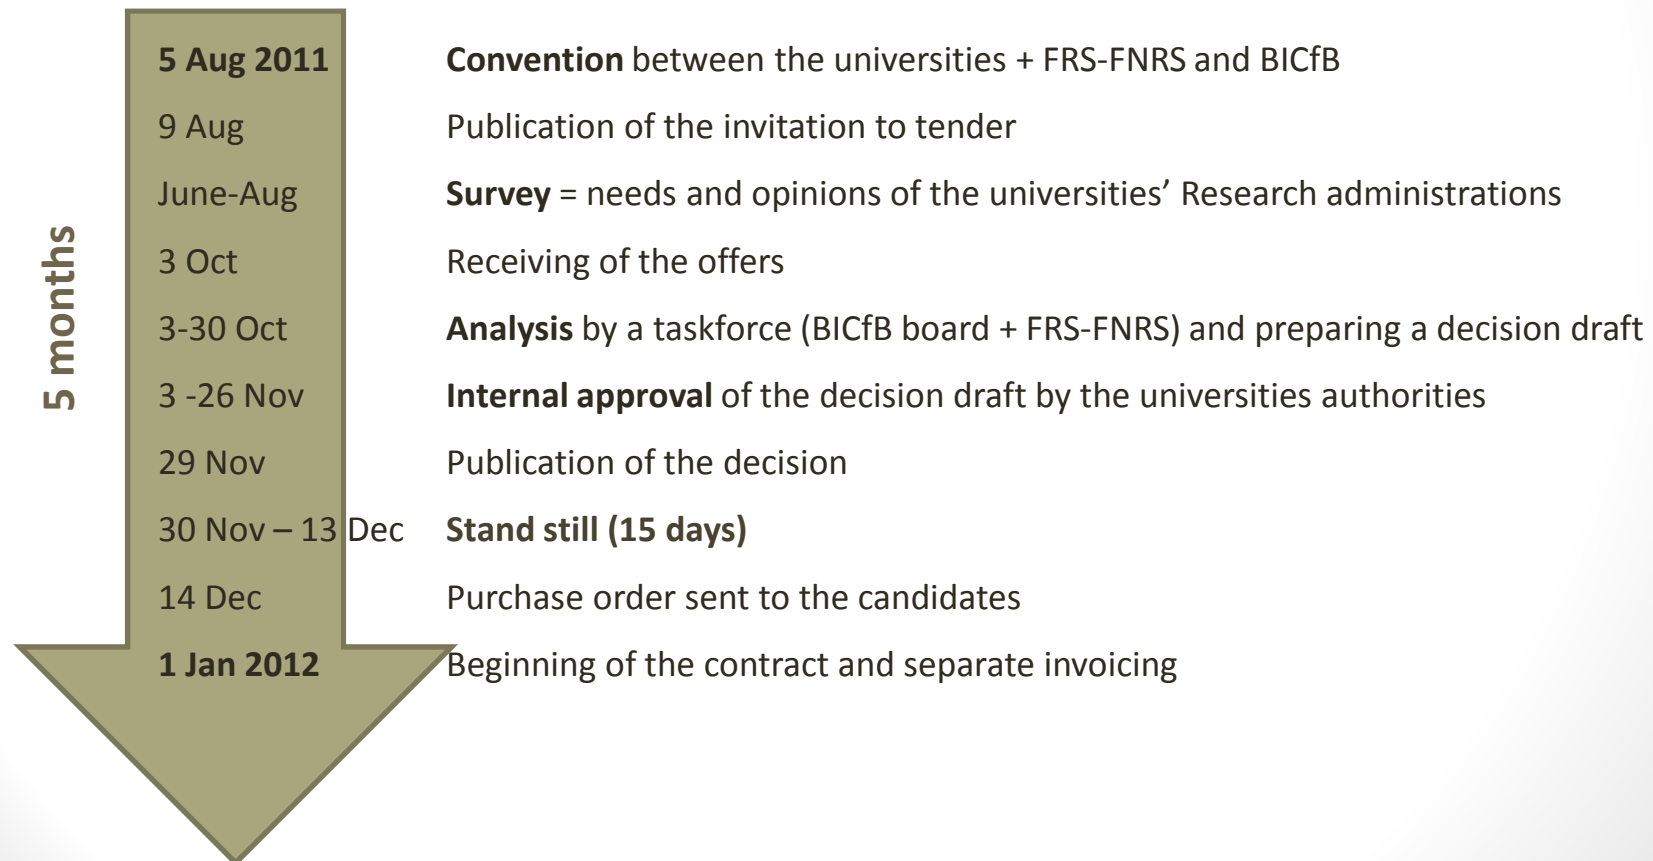 5 Aug 2011 Convention between the universities + FRS-FNRS and BICfB
9 Aug Publication of the invitation to tender
June-Aug Survey = needs and opinions of the universities’ Research administrations
3 Oct Receiving of the offers
3-30 Oct Analysis by a taskforce (BICfB board + FRS-FNRS) and preparing a decision draft
3 -26 Nov Internal approval of the decision draft by the universities authorities
29 Nov Publication of the decision
30 Nov – 13 Dec Stand still (15 days)
14 Dec Purchase order sent to the candidates
1 Jan 2012 Beginning of the contract and separate invoicing
5 months